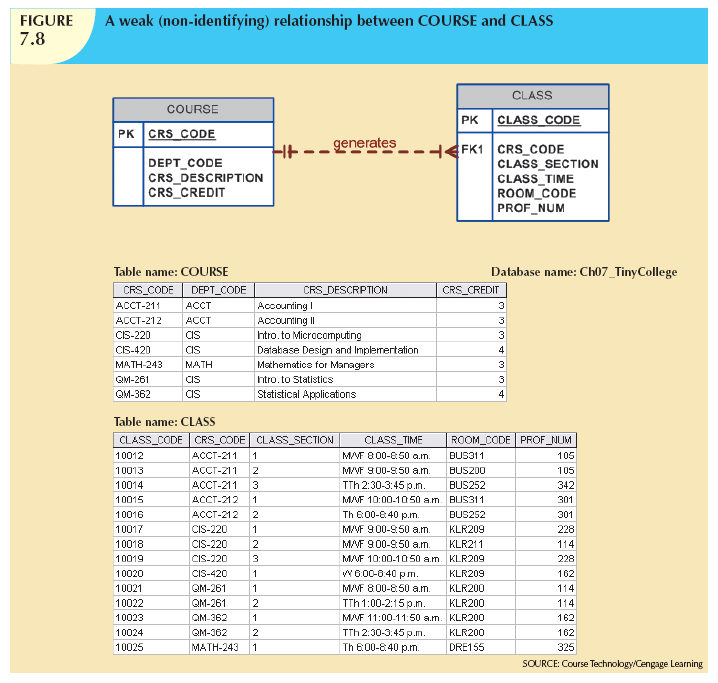 FIGURE
7.8
A weak (non-identifying) relationship between COURSE and CLASS
COURSE
PK CRS_CODE
DEPT_CODE
CRS_DESCRIPTION
CRS_CREDIT
generates
CLASS
PK CLASS_CODE
FK1 CRS_CODE
CLASS_SECTION
CLASS_TIME
ROOM_CODE
PROF_NUM
Table name: COURSE
Database name: Ch07_TinyCollege
CRS_CODE DEPT_CODE CRS_DESCRIPTION CRS_CREDIT
ACCT-211 ACCT Accounting I 3
ACCT-212 ACCT Accounting II 3
CIS-220 CIS Intro. to Microcomputing 3
CIS-420 CIS Database Design and Implementation 4
MATH-243 MATH Mathematics for Managers 3
QM-261 CIS Intro. to Statistics 3
QM-362 CIS Statistical Applications 4
Table name: CLASS
CLASS_CODE CRS_CODE CLASS_SECTION CLASS_TIME ROOM_CODE PROF_NUM
10012 ACCT-211 1 MWF 8:00-8:50 a.m. BUS311 105
10013 ACCT-211 2 MWF 9:00-9:50 a.m. BUS200 105
10014 ACCT-211 3 TTh 2:30-3:45 p.m. BUS252 342
10015 ACCT-212 1 MWF 10:00-10:50 a.m. BUS311 301
10016 ACCT-212 2 Th 6:00-8:40 p.m. BUS252 301
10017 CIS-220 1 MWF 9:00-9:50 a.m. KLR209 228
10018 CIS-220 2 MWF 9:00-9:50 a.m. KLR211 114
10019 CIS-220 3 MWF 10:00-10:50 a.m. KLR209 228
10020 CIS-420 1 W 6:00-8:40 p.m. KLR209 162
10021 QM-261 1 MWF 8:00-8:50 a.m. KLR200 114
10022 QM-261 2 TTh 1:00-2:15 p.m. KLR200 114
10023 QM-362 1 MWF 11:00-11:50 a.m. KLR200 162
10024 QM-362 2 TTh 2:30-3:45 p.m. KLR200 162
10025 MATH-243 1 Th 6:00-8:40 p.m. DRE155 325
SOURCE: Course Technology/Cengage Learning